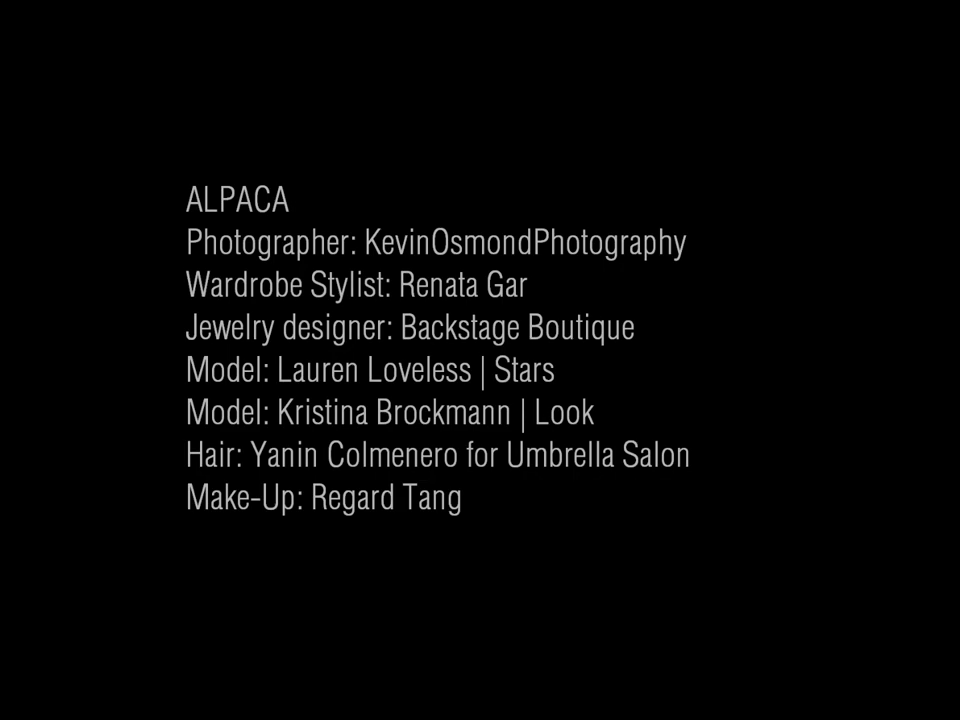 ALPACA
Photographer: KevinOsmondPhotography
Wardrobe Stylist: Renata Gar
Jewelry designer: Backstage Boutique
Model: Lauren Loveless | Stars
Model: Kristina Brockmann | Look
Hair: Yanin Colmenero for Umbrella Salon
Make-Up: Regard Tang